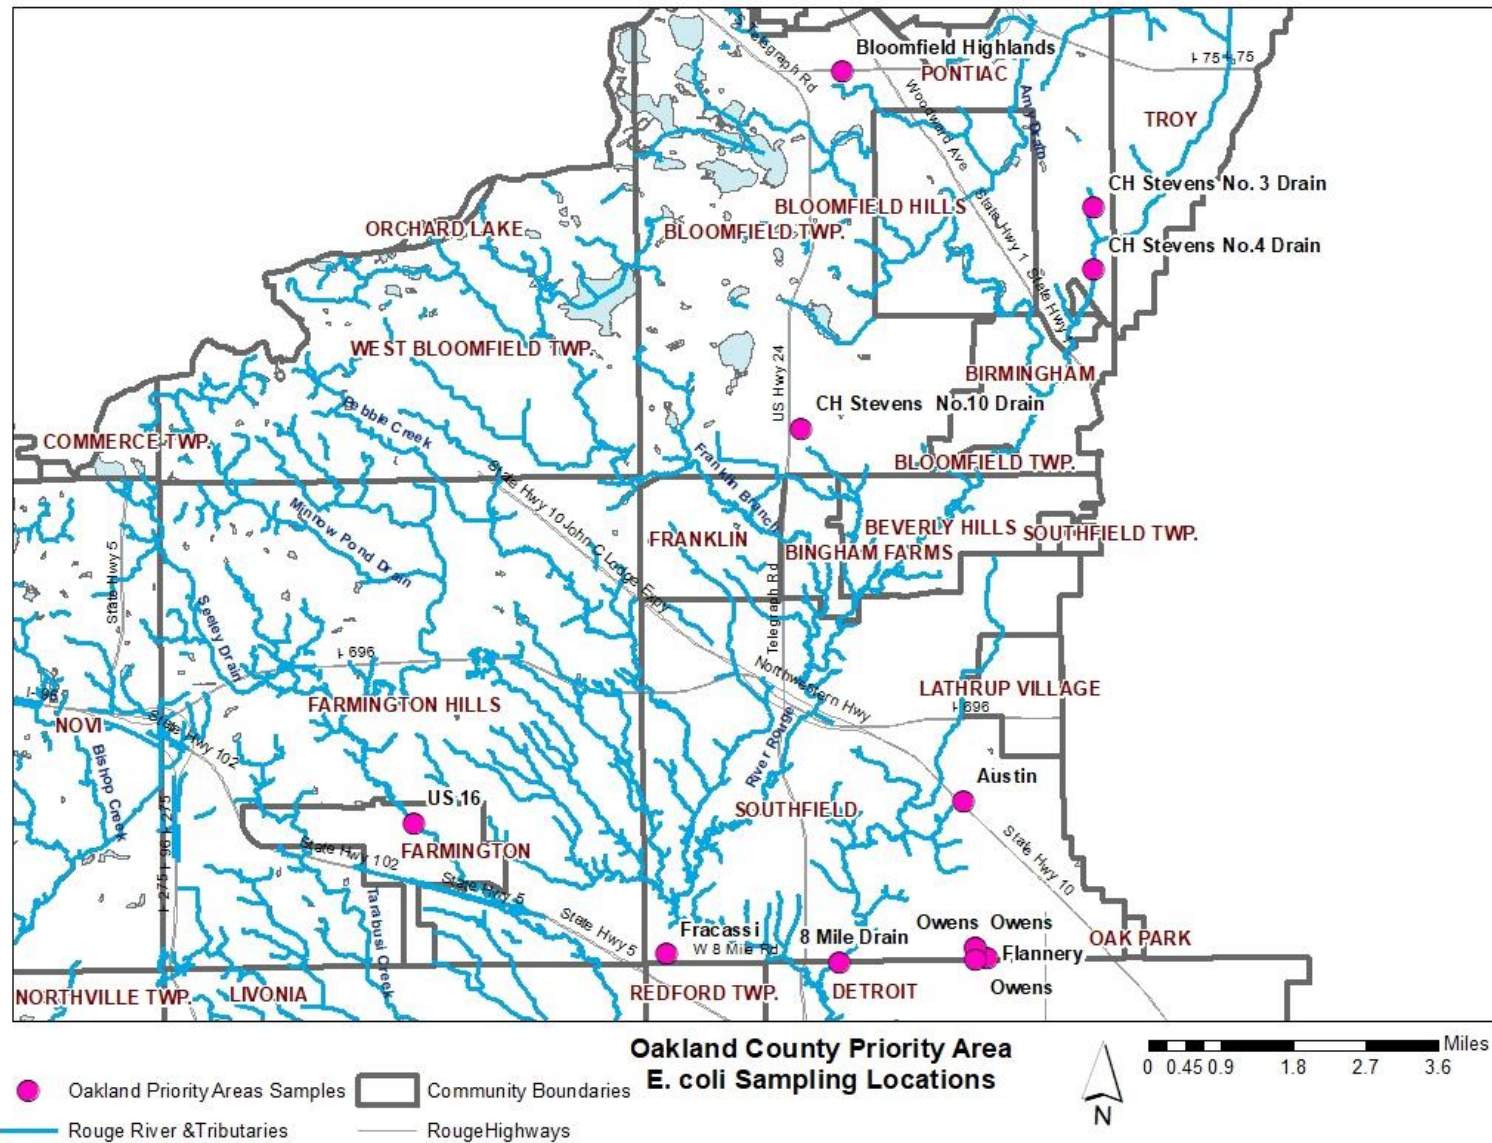 S Telegraph Rd
Bloomfield Highlands
PONTIAC
I- 75
I- 75
Woodward Ave
Amy Drain
TROY
CH Stevens No. 3 Drain
ORCHARD LAKE
BLOOMFIELD HILLS
BLOOMFIELD TWP.
State Hwy 1
State Hwy 1
CH Stevens No.4 Drain
WEST BLOOMFIELD TWP.
US Hwy 24
BIRMINGHAM
Pebble Creek
CH Stevens No.10 Drain
COMMERCE TWP.
Franklin Branch
BLOOMFIELD TWP.
State Hwy 10
John C Lodge Expy
Minnow Pond Drain
State Hwy 5
FRANKLIN
BEVERLY HILLS
SOUTHFIELD TWP.
BINGHAM FARMS
Telegraph Rd
Seeley Drain
I- 696
Northwestern Hwy
LATHRUP VILLAGE
I- 696
I- 96
NOVI
FARMINGTON HILLS
State Hwy 102
Bishop Creek
River Rouge
Austin
US 16
SOUTHFIELD
FARMINGTON
State Hwy 102
I- 275
I- 96
I- 275
State Hwy 5
State Hwy 10
Tarabusi Creek
State Hwy 5
Fracassi
W 8 Mile Rd
8 Mile Drain
Owens Owens
Flannery
OAK PARK
Owens
NORTHVILLE TWP.
LIVONIA
REDFORD TWP.
DETROIT
Oakland County Priority Area
E. coli Sampling Locations
Oakland Priority Areas Samples
Community Boundaries
Rouge River &Tributaries
RougeHighways
N
Miles
0 0.45 0.9 1.8 2.7 3.6